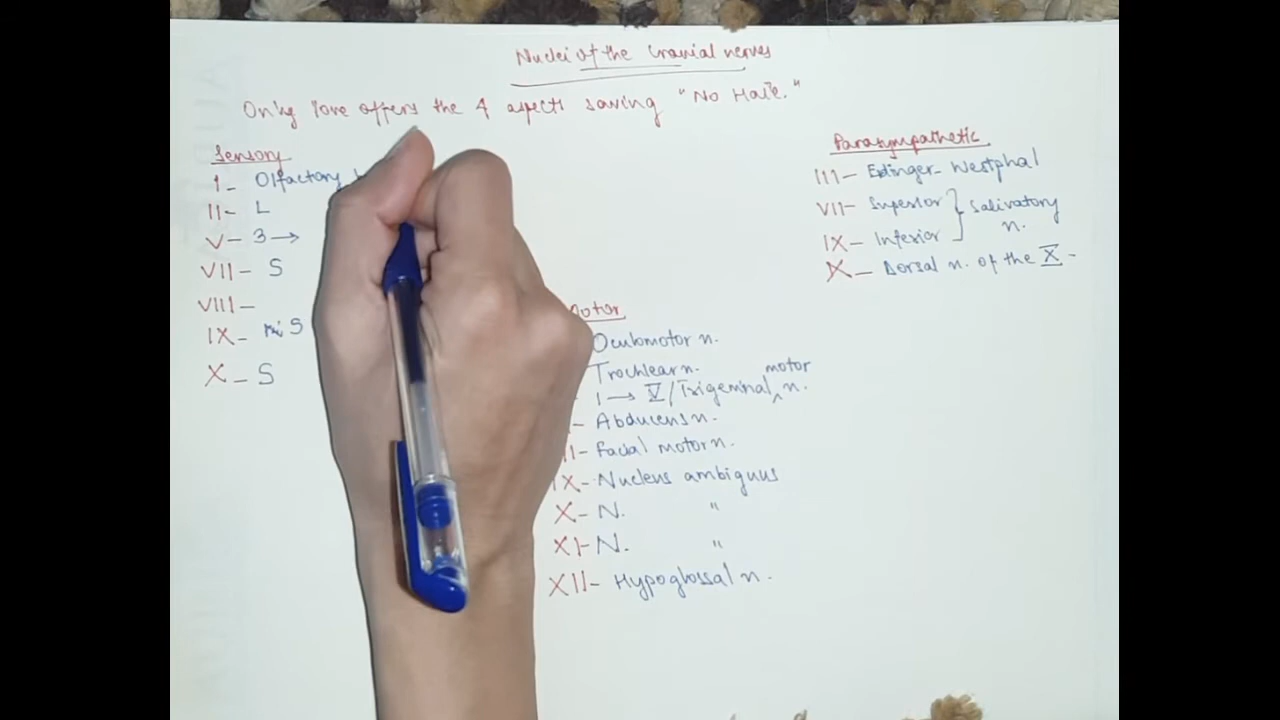 Nuclei of the cranial nerves
Only love offers the 4 aspects saving "No Hate."
Sensory
I - Olfactory
II - L
V - 3 →
VII - S
VIII -
IX - S
X - S
Motor
Oculomotor n.
Trochlear n.
1 → V/Trigeminal motor n.
Abducens n.
Facial motor n.
IX - Nucleus ambiguus
X - N. "
XI - N. "
XII - Hypoglossal n.
Parasympathetic
III - Edinger-Westphal
VII - Superior } Salivatory n.
IX - Inferior
X - Dorsal n. of the X -